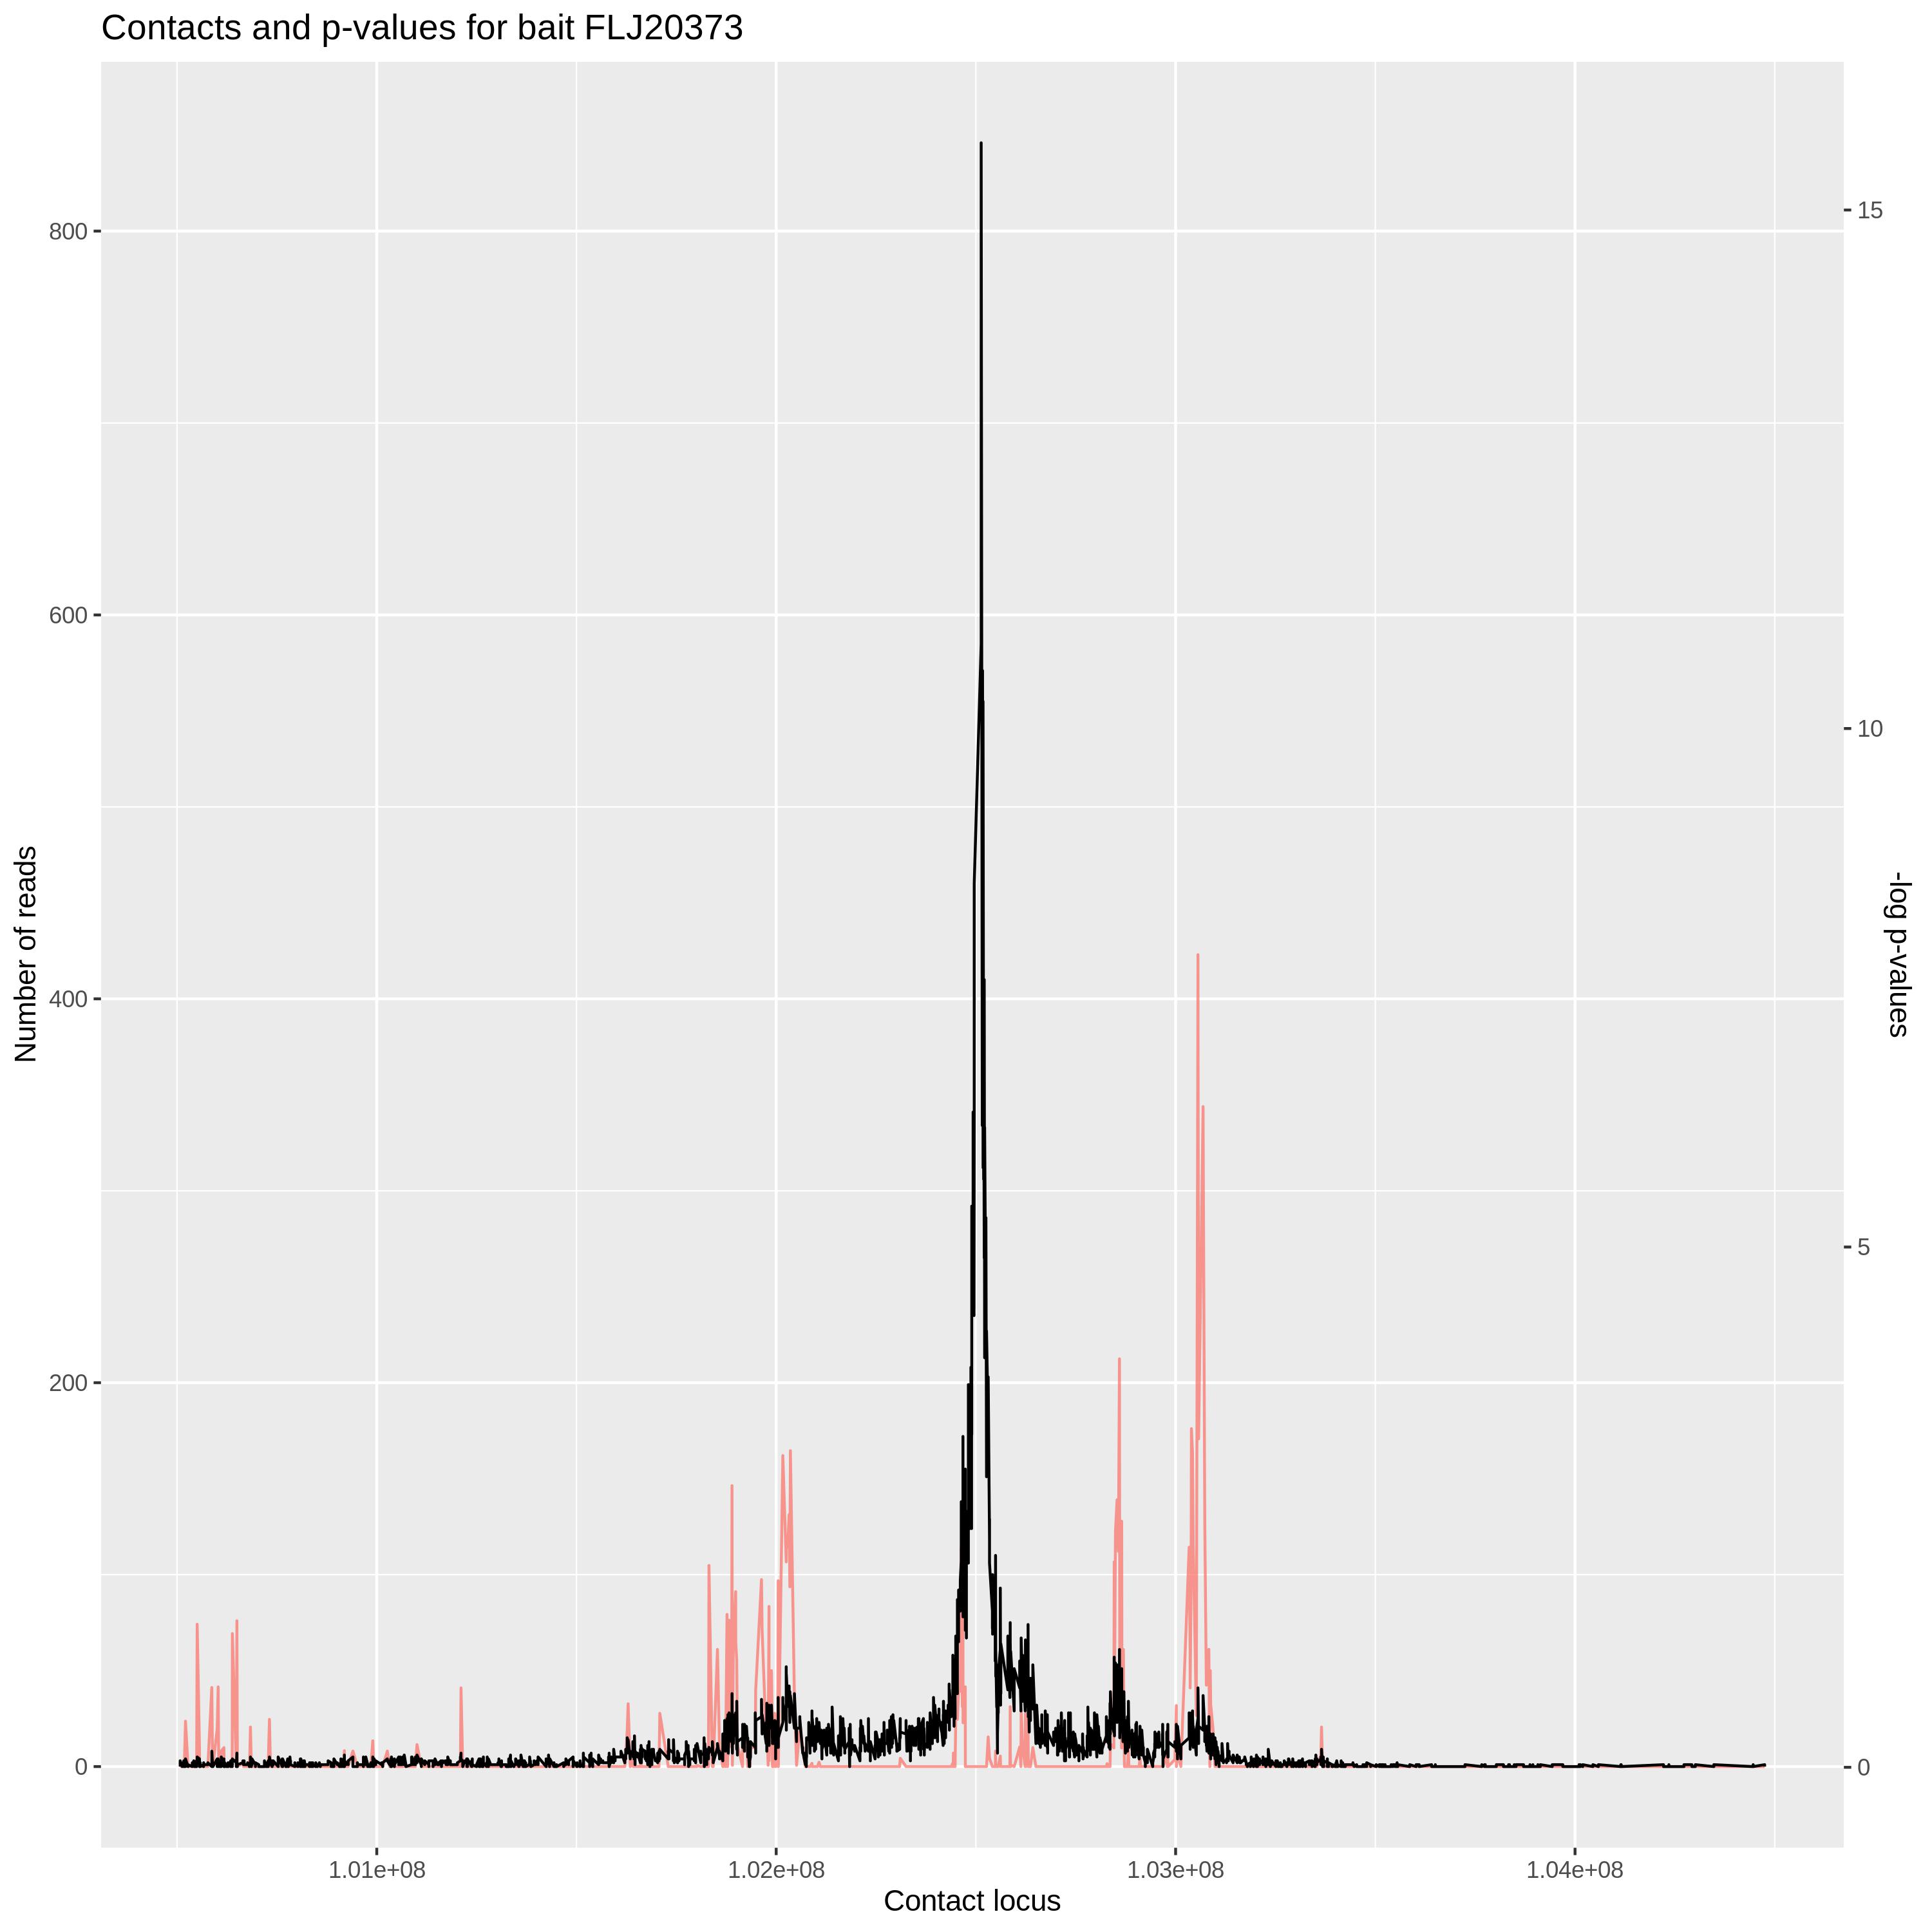 Contacts and p-values for bait FLJ20373
800
600
400
200
0
Number of reads
15
10
5
0
-log p-values
1.01e+08
1.02e+08
1.03e+08
1.04e+08
Contact locus